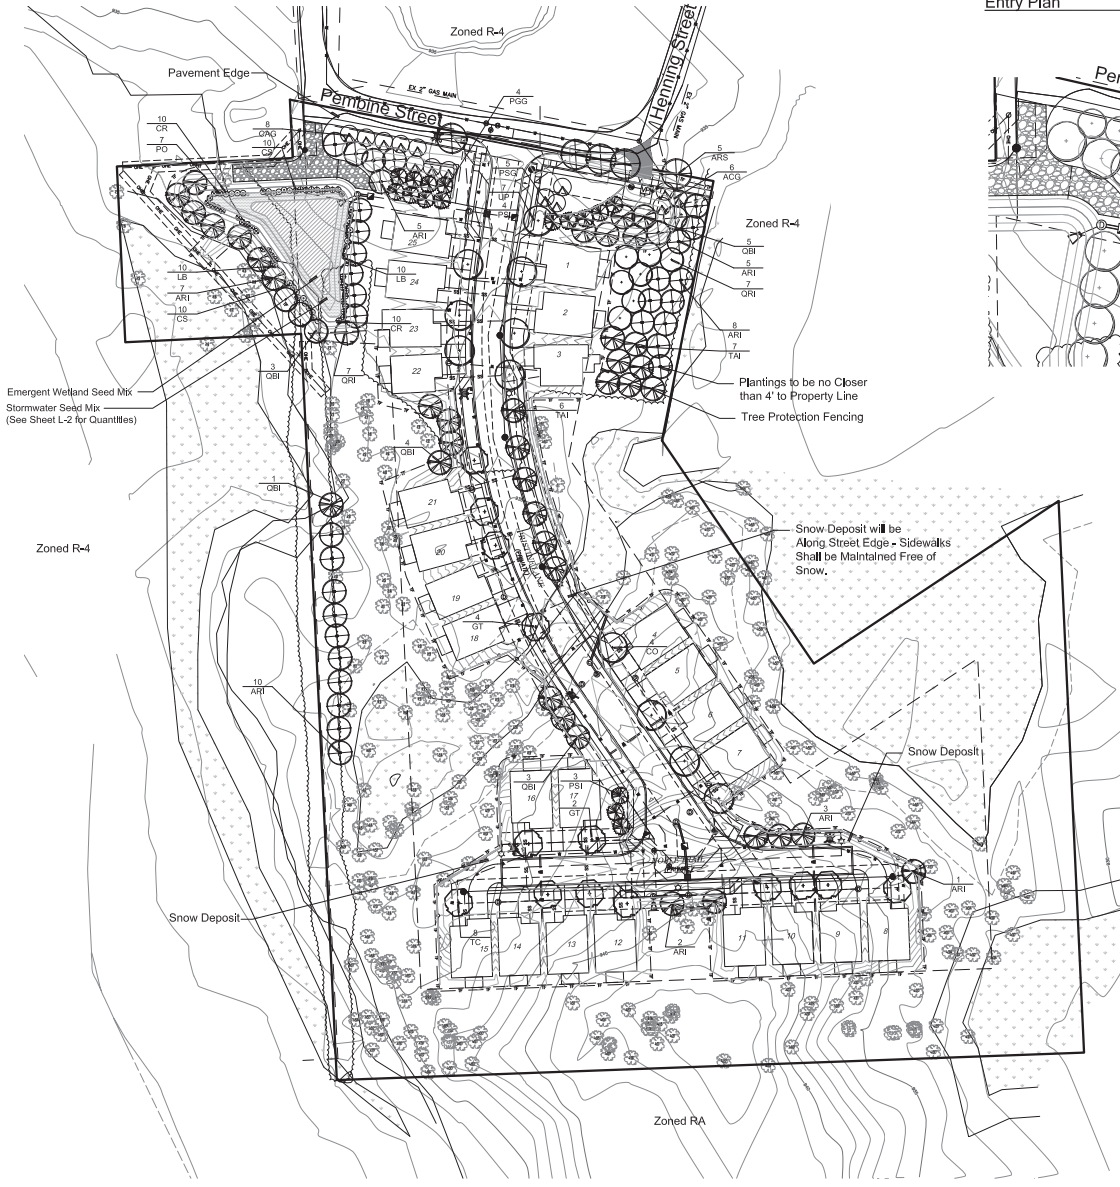 Entry Plan
Zoned R-4
Pavement Edge
EX 2" GAS MAIN
4
PGG
Pembine Street
Henning Street
EX 2" GAS MAIN
Pem
10
CR
7
PO
8
CAG
10
CS
5
PSG
7
UP
4
PSI
5
ARS
6
ACG
Zoned R-4
5
ARI
25
24
23
22
1
2
3
5
QBI
5
ARI
7
QRI
10
LB
7
ARI
10
CS
10
LB
10
CR
8
ARI
7
TAI
3
QBI
7
QRI
Emergent Wetland Seed Mix
Stormwater Seed Mix
(See Sheet L-2 for Quantities)
Plantings to be no Closer
than 4' to Property Line
Tree Protection Fencing
6
TAI
4
QBI
1
QBI
21
20
19
18
Zoned R-4
Snow Deposit will be
Along Street Edge - Sidewalks
Shall be Maintained Free of
Snow.
4
GT
4
CO
4
5
6
7
10
ARI
Snow Deposit
3
QBI
16
3
PSI
17
2
GT
3
ARI
1
ARI
Snow Deposit
8
TC
15
14
13
12
2
ARI
11
10
9
8
Zoned RA